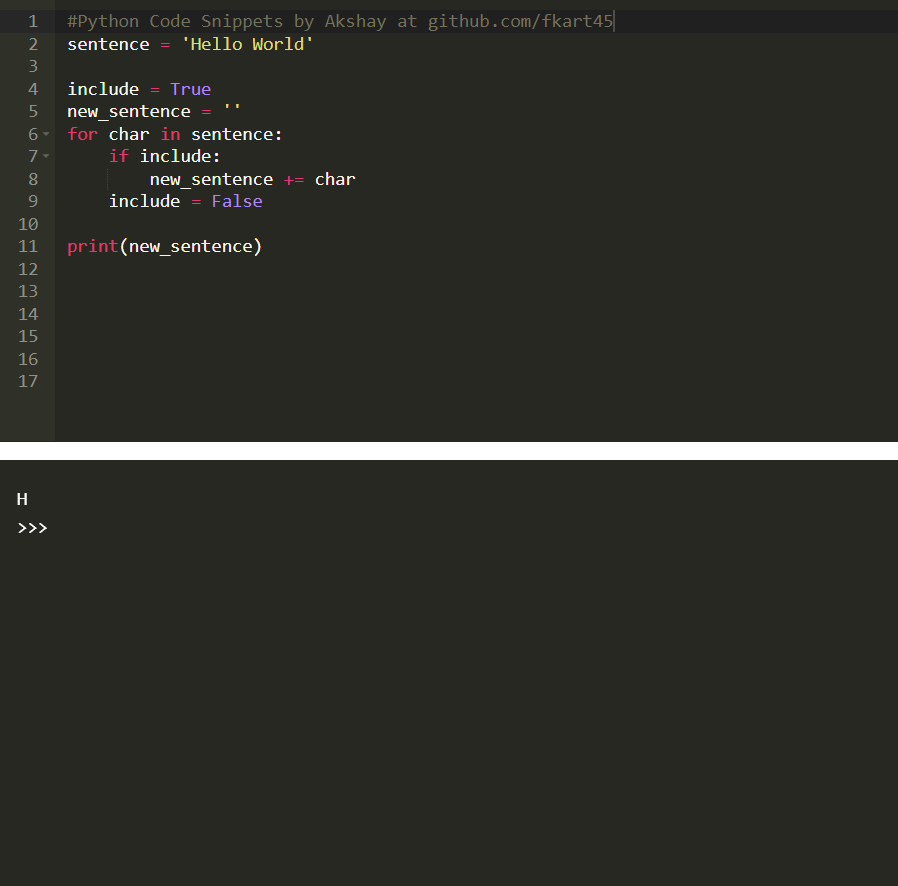 1 #Python Code Snippets by Akshay at github.com/fkart45
2 sentence = 'Hello World'
3
4 include = True
5 new_sentence = ''
6 for char in sentence:
7     if include:
8         new_sentence += char
9     include = False
10
11 print(new_sentence)
12
13
14
15
16
17
H
>>>